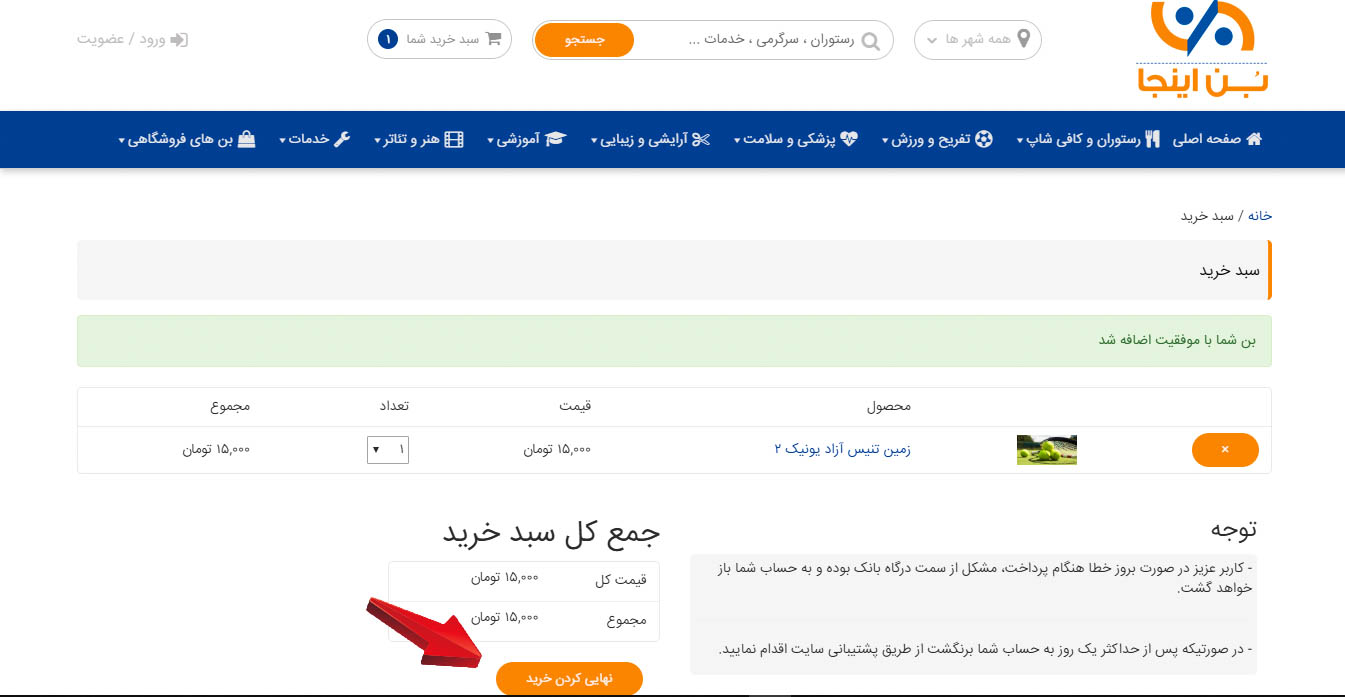 بُـن اینجا
همه شهر ها
رستوران ، سرگرمی ، خدمات ...
جستجو
سبد خرید شما ۱
ورود / عضویت
صفحه اصلی
رستوران و کافی شاپ
تفریح و ورزش
پزشکی و سلامت
آرایشی و زیبایی
آموزشی
هنر و تئاتر
خدمات
بن های فروشگاهی
خانه / سبد خرید
سبد خرید
بن شما با موفقیت اضافه شد
محصول قیمت تعداد مجموع
× زمین تنیس آزاد یونیک ۲ ۱۵,۰۰۰ تومان ۱ ۱۵,۰۰۰ تومان
توجه
- کاربر عزیز در صورت بروز خطا هنگام پرداخت، مشکل از سمت درگاه بانک بوده و به حساب شما باز
خواهد گشت.
- در صورتیکه پس از حداکثر یک روز به حساب شما برنگشت از طریق پشتیبانی سایت اقدام نمایید.
جمع کل سبد خرید
قیمت کل ۱۵,۰۰۰ تومان
مجموع ۱۵,۰۰۰ تومان
نهایی کردن خرید